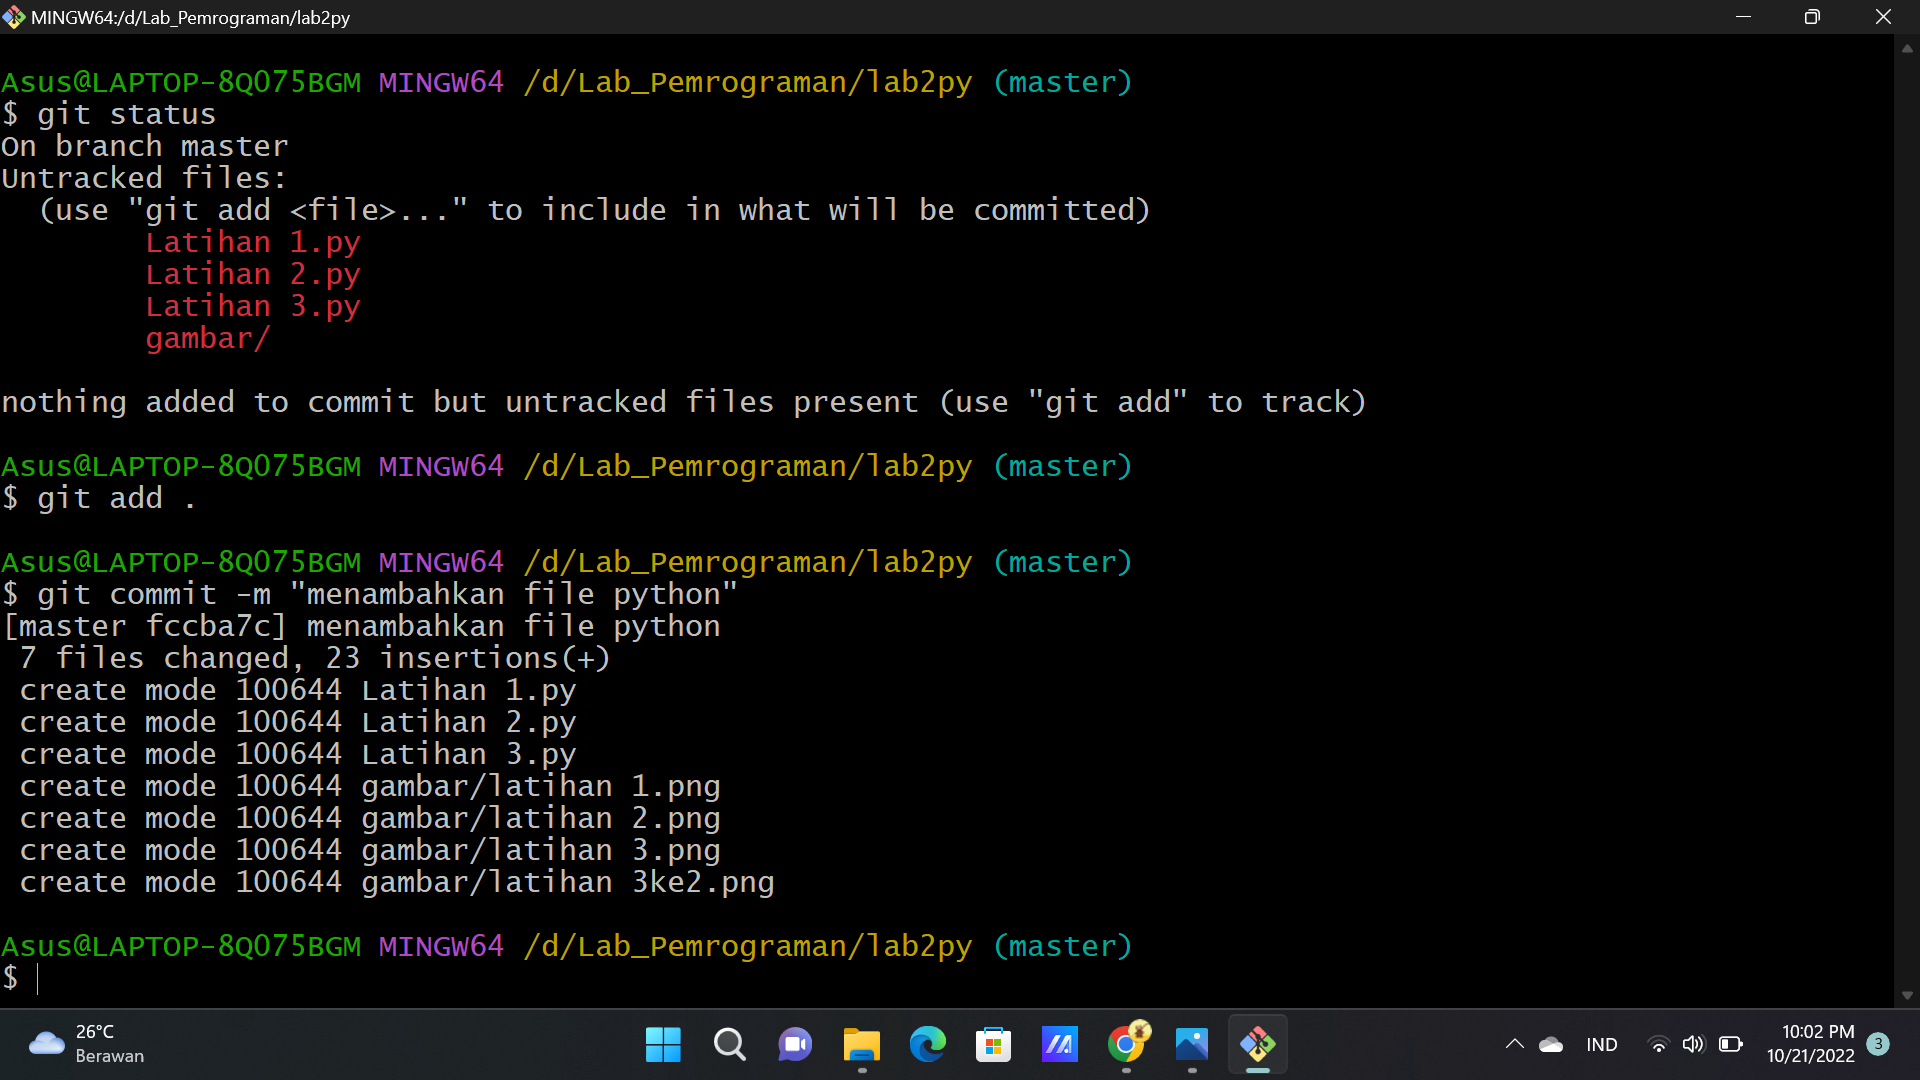 MINGW64:/d/Lab_Pemrograman/lab2py
Asus@LAPTOP-8Q075BGM MINGW64 /d/Lab_Pemrograman/lab2py (master)
$ git status
On branch master
Untracked files:
  (use "git add <file>..." to include in what will be committed)
        Latihan 1.py
        Latihan 2.py
        Latihan 3.py
        gambar/
nothing added to commit but untracked files present (use "git add" to track)
Asus@LAPTOP-8Q075BGM MINGW64 /d/Lab_Pemrograman/lab2py (master)
$ git add .
Asus@LAPTOP-8Q075BGM MINGW64 /d/Lab_Pemrograman/lab2py (master)
$ git commit -m "menambahkan file python"
[master fccba7c] menambahkan file python
 7 files changed, 23 insertions(+)
 create mode 100644 Latihan 1.py
 create mode 100644 Latihan 2.py
 create mode 100644 Latihan 3.py
 create mode 100644 gambar/latihan 1.png
 create mode 100644 gambar/latihan 2.png
 create mode 100644 gambar/latihan 3.png
 create mode 100644 gambar/latihan 3ke2.png
Asus@LAPTOP-8Q075BGM MINGW64 /d/Lab_Pemrograman/lab2py (master)
$
26°C
Berawan
IND
10:02 PM
10/21/2022
3